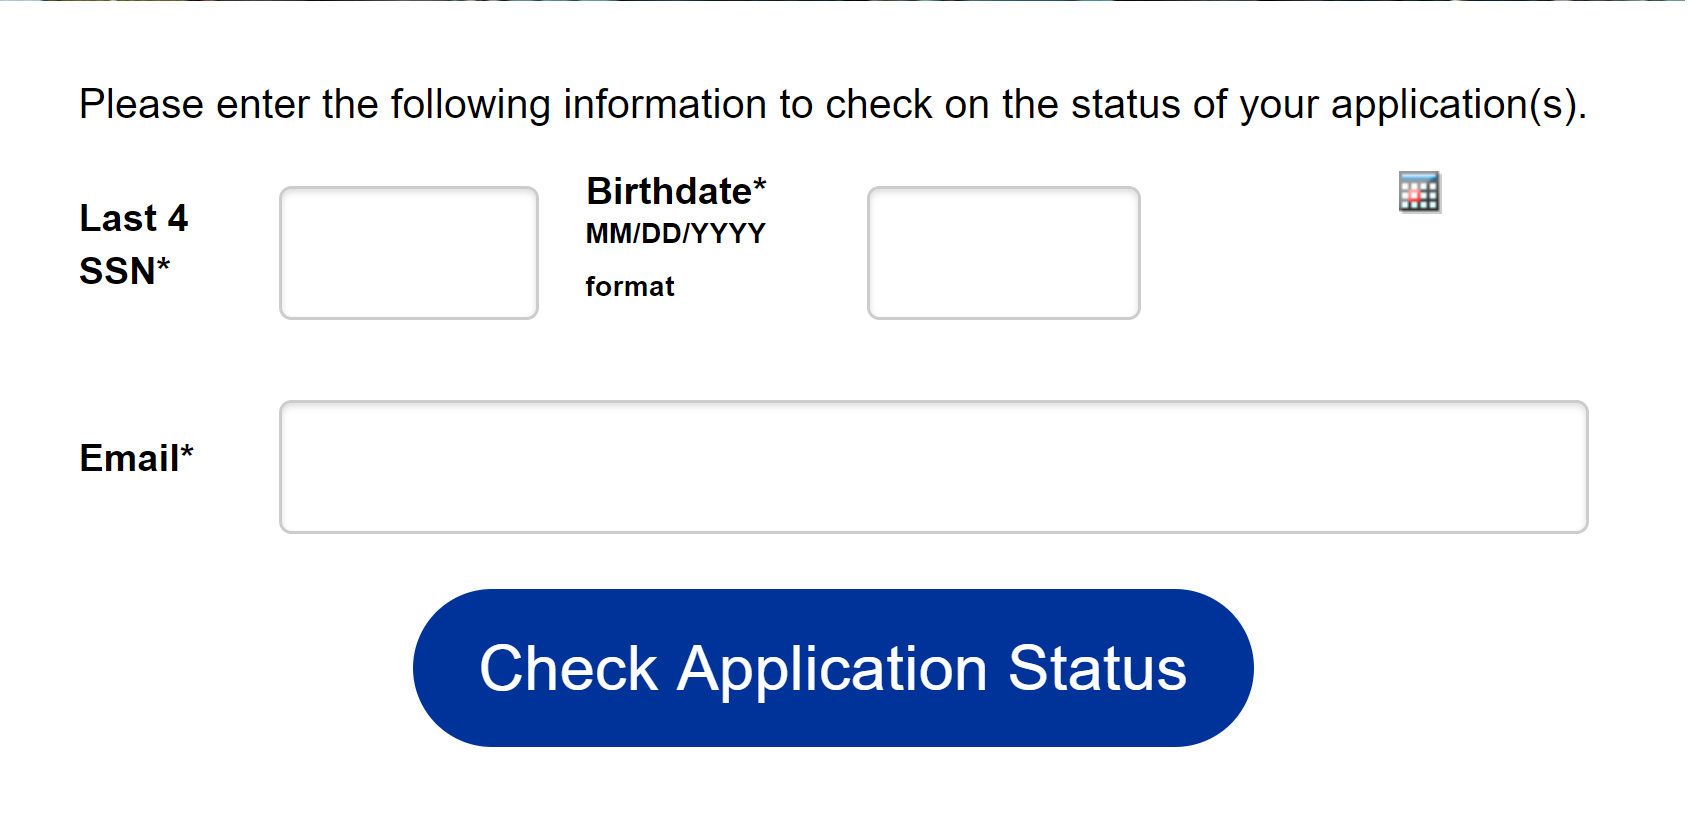 Please enter the following information to check on the status of your application(s).
Last 4
SSN*
Birthdate*
MM/DD/YYYY
format
Email*
Check Application Status